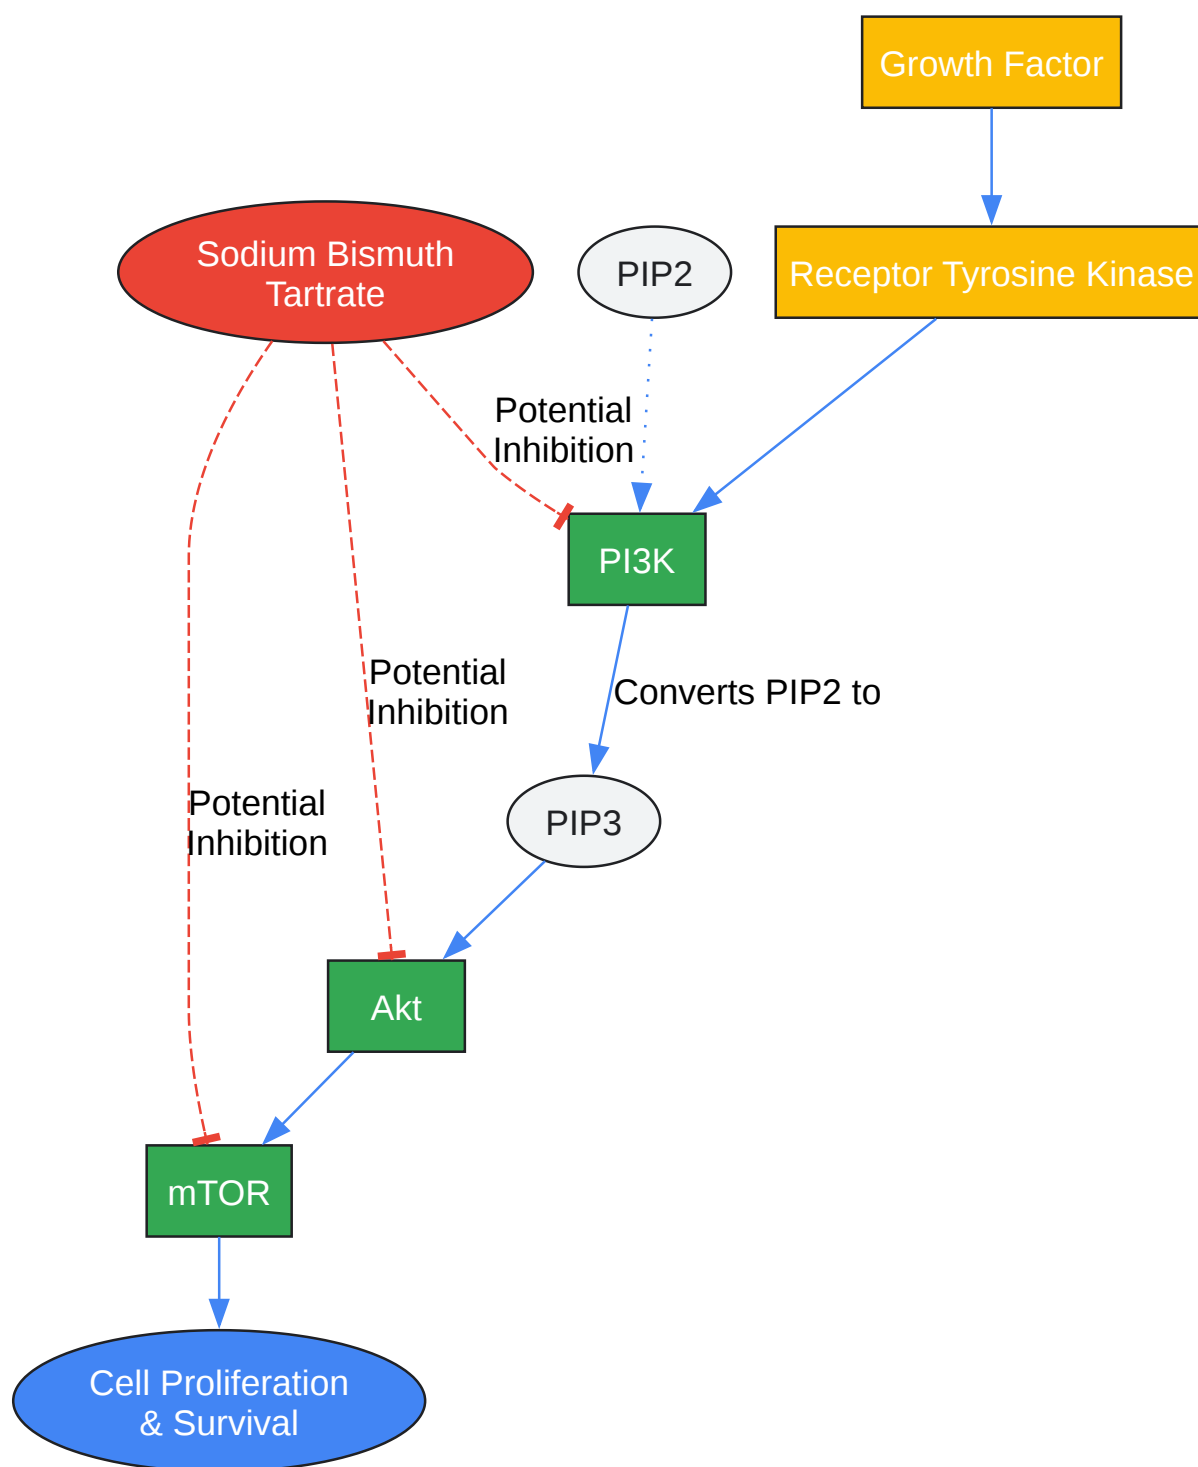 Growth Factor
Sodium Bismuth
Tartrate
PIP2
Receptor Tyrosine Kinase
Potential
Inhibition
PI3K
Potential
Inhibition
Converts PIP2 to
Potential
Inhibition
PIP3
Akt
mTOR
Cell Proliferation
& Survival